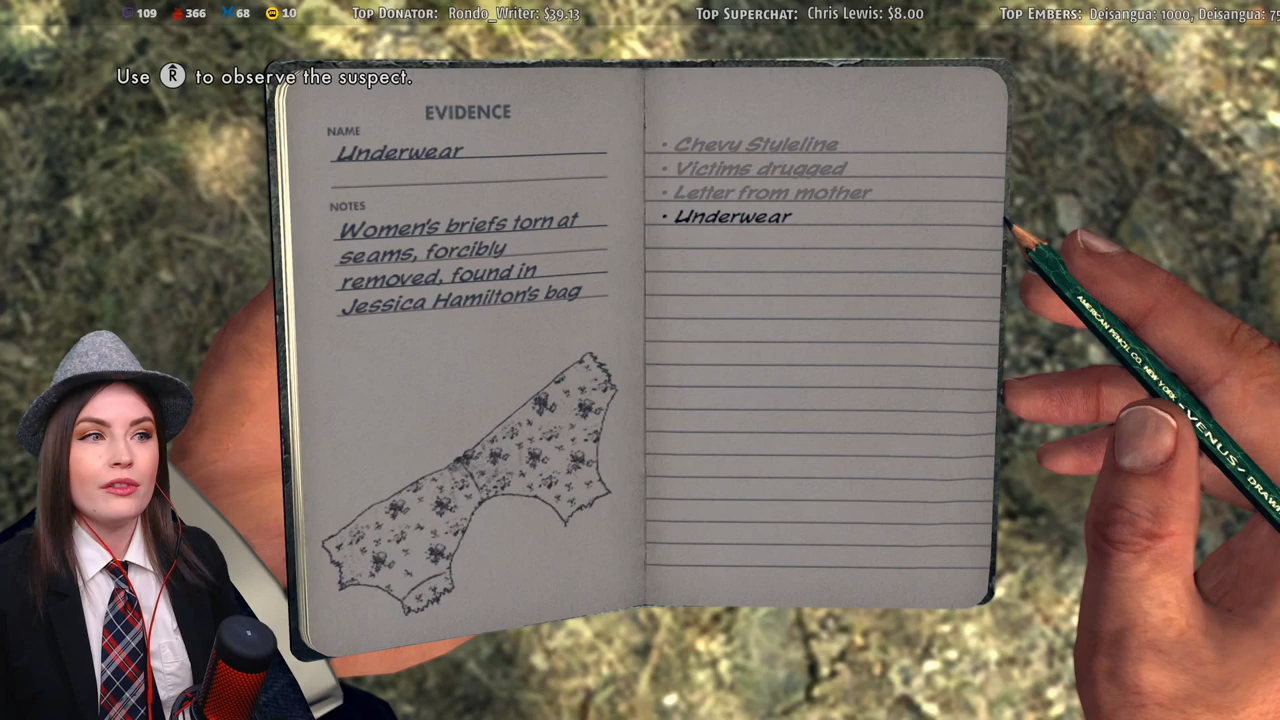 109 366 68 10 Top Donator: Rondo_Writer: $39.13 Top Superchat: Chris Lewis: $8.00 Top Embers: Deisangua: 1000, Deisangua: 75
Use R to observe the suspect.
EVIDENCE
NAME
Underwear
NOTES
Women's briefs torn at
seams, forcibly
removed, found in
Jessica Hamilton's bag
• Chevy Styleline
• Victims drugged
• Letter from mother
• Underwear
AMERICAN PENCIL CO. NEW YORK VENUS DRAW